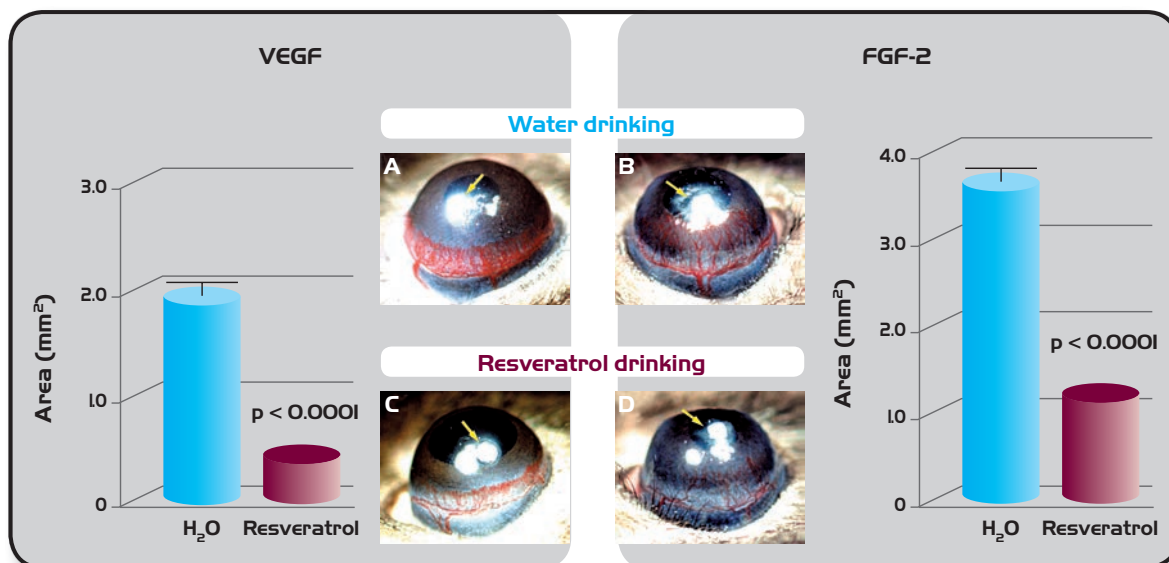 VEGF
FGF-2
Water drinking
A
B
Resveratrol drinking
C
D
Area (mm²)
3.0
2.0
1.0
0
p < 0.0001
H₂O
Resveratrol
Area (mm²)
4.0
3.0
2.0
1.0
0
p < 0.0001
H₂O
Resveratrol